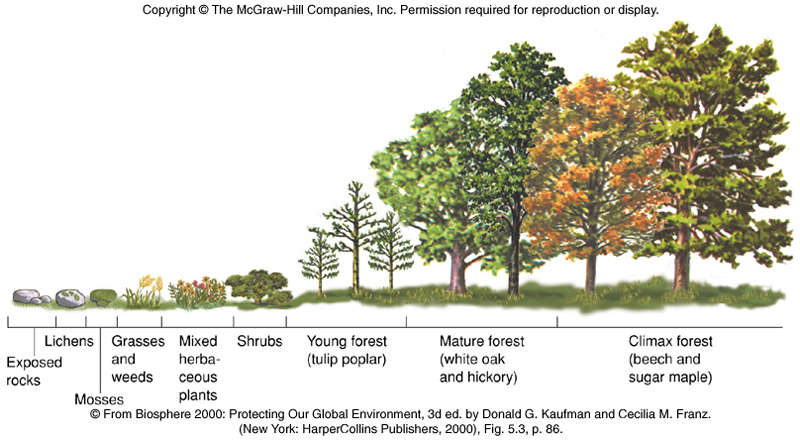 Copyright © The McGraw-Hill Companies, Inc. Permission required for reproduction or display.
Exposed
rocks
Lichens
Mosses
Grasses
and
weeds
Mixed
herba-
ceous
plants
Shrubs
Young forest
(tulip poplar)
Mature forest
(white oak
and hickory)
Climax forest
(beech and
sugar maple)
© From Biosphere 2000: Protecting Our Global Environment, 3d ed. by Donald G. Kaufman and Cecilia M. Franz.
(New York: HarperCollins Publishers, 2000), Fig. 5.3, p. 86.